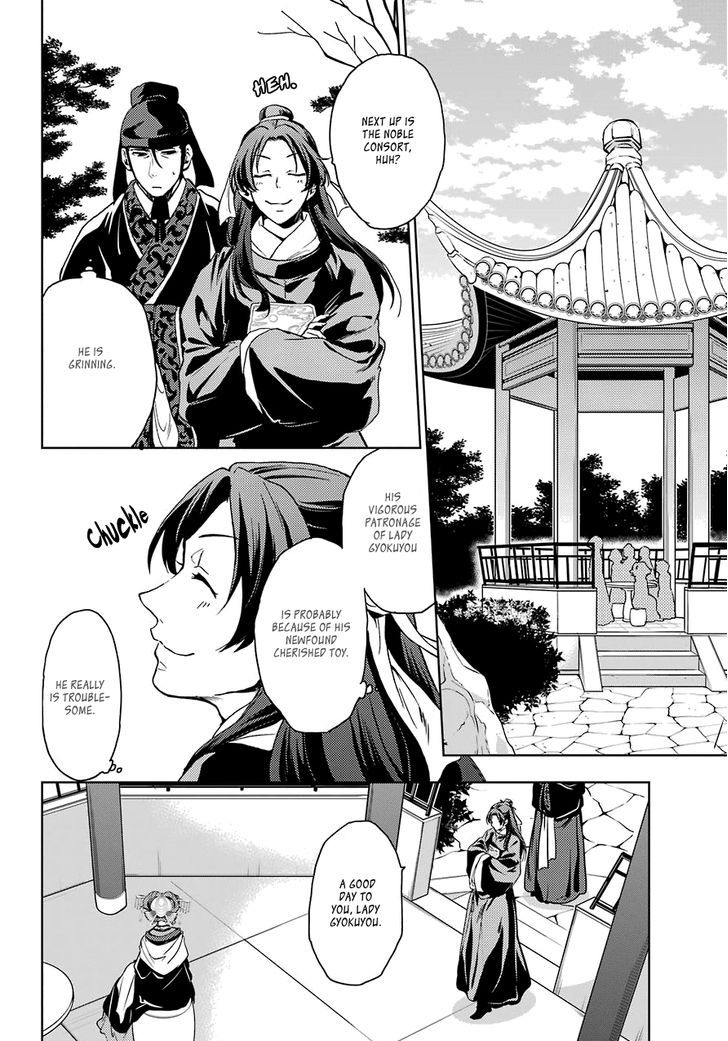 NEXT UP
IS THE NOBLE
CONSORT,
HUH?
HEH.
HE IS
GRINNING.
HIS
VIGOROUS
PATRONAGE
OF LADY
GYOKUYOU
IS PROBABLY
BECAUSE OF HIS
NEWFOUND
CHERISHED TOY.
Chuckle
HE REALLY
IS TROUBLE-
SOME.
A GOOD
DAY TO
YOU, LADY
GYOKUYOU.